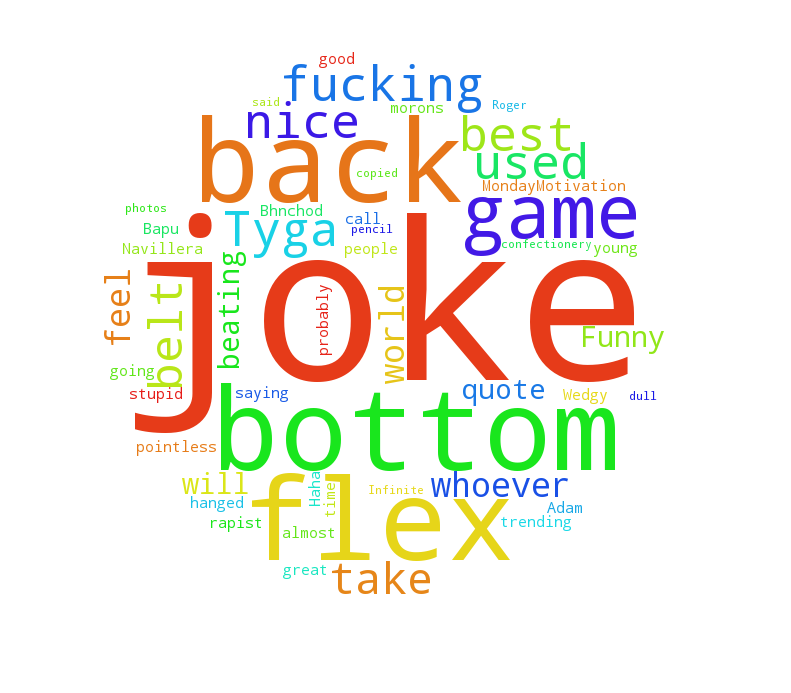 good
fucking
said
morons
Roger
nice
back
best
used
copied
MondayMotivation
photos
Bhnchod
game
Tyga
call
Bapu
pencil
confectionery
Navillera
people
young
joke
feel
belt
beating
probably
world
Funny
going
stupid
saying
quote
Wedgy
dull
bottom
pointless
will
flex
Haha
time
Infinite
whoever
hanged
Adam
rapist
almost
trending
great
take